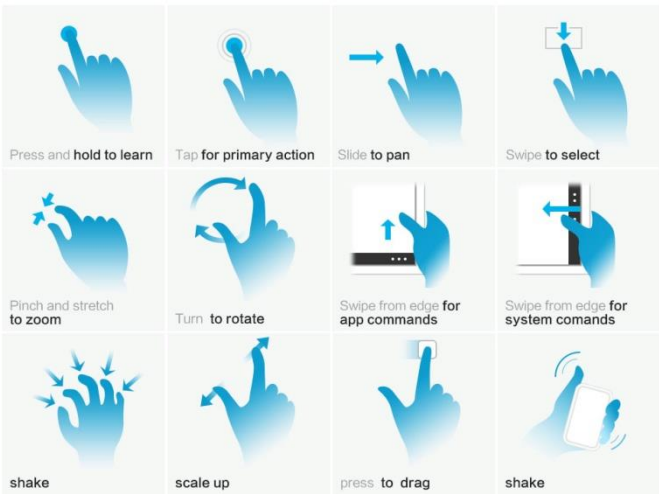 Press and hold to learn
Tap for primary action
Slide to pan
Swipe to select
Pinch and stretch
to zoom
Turn to rotate
Swipe from edge for
app commands
Swipe from edge for
system comands
shake
scale up
press to drag
shake